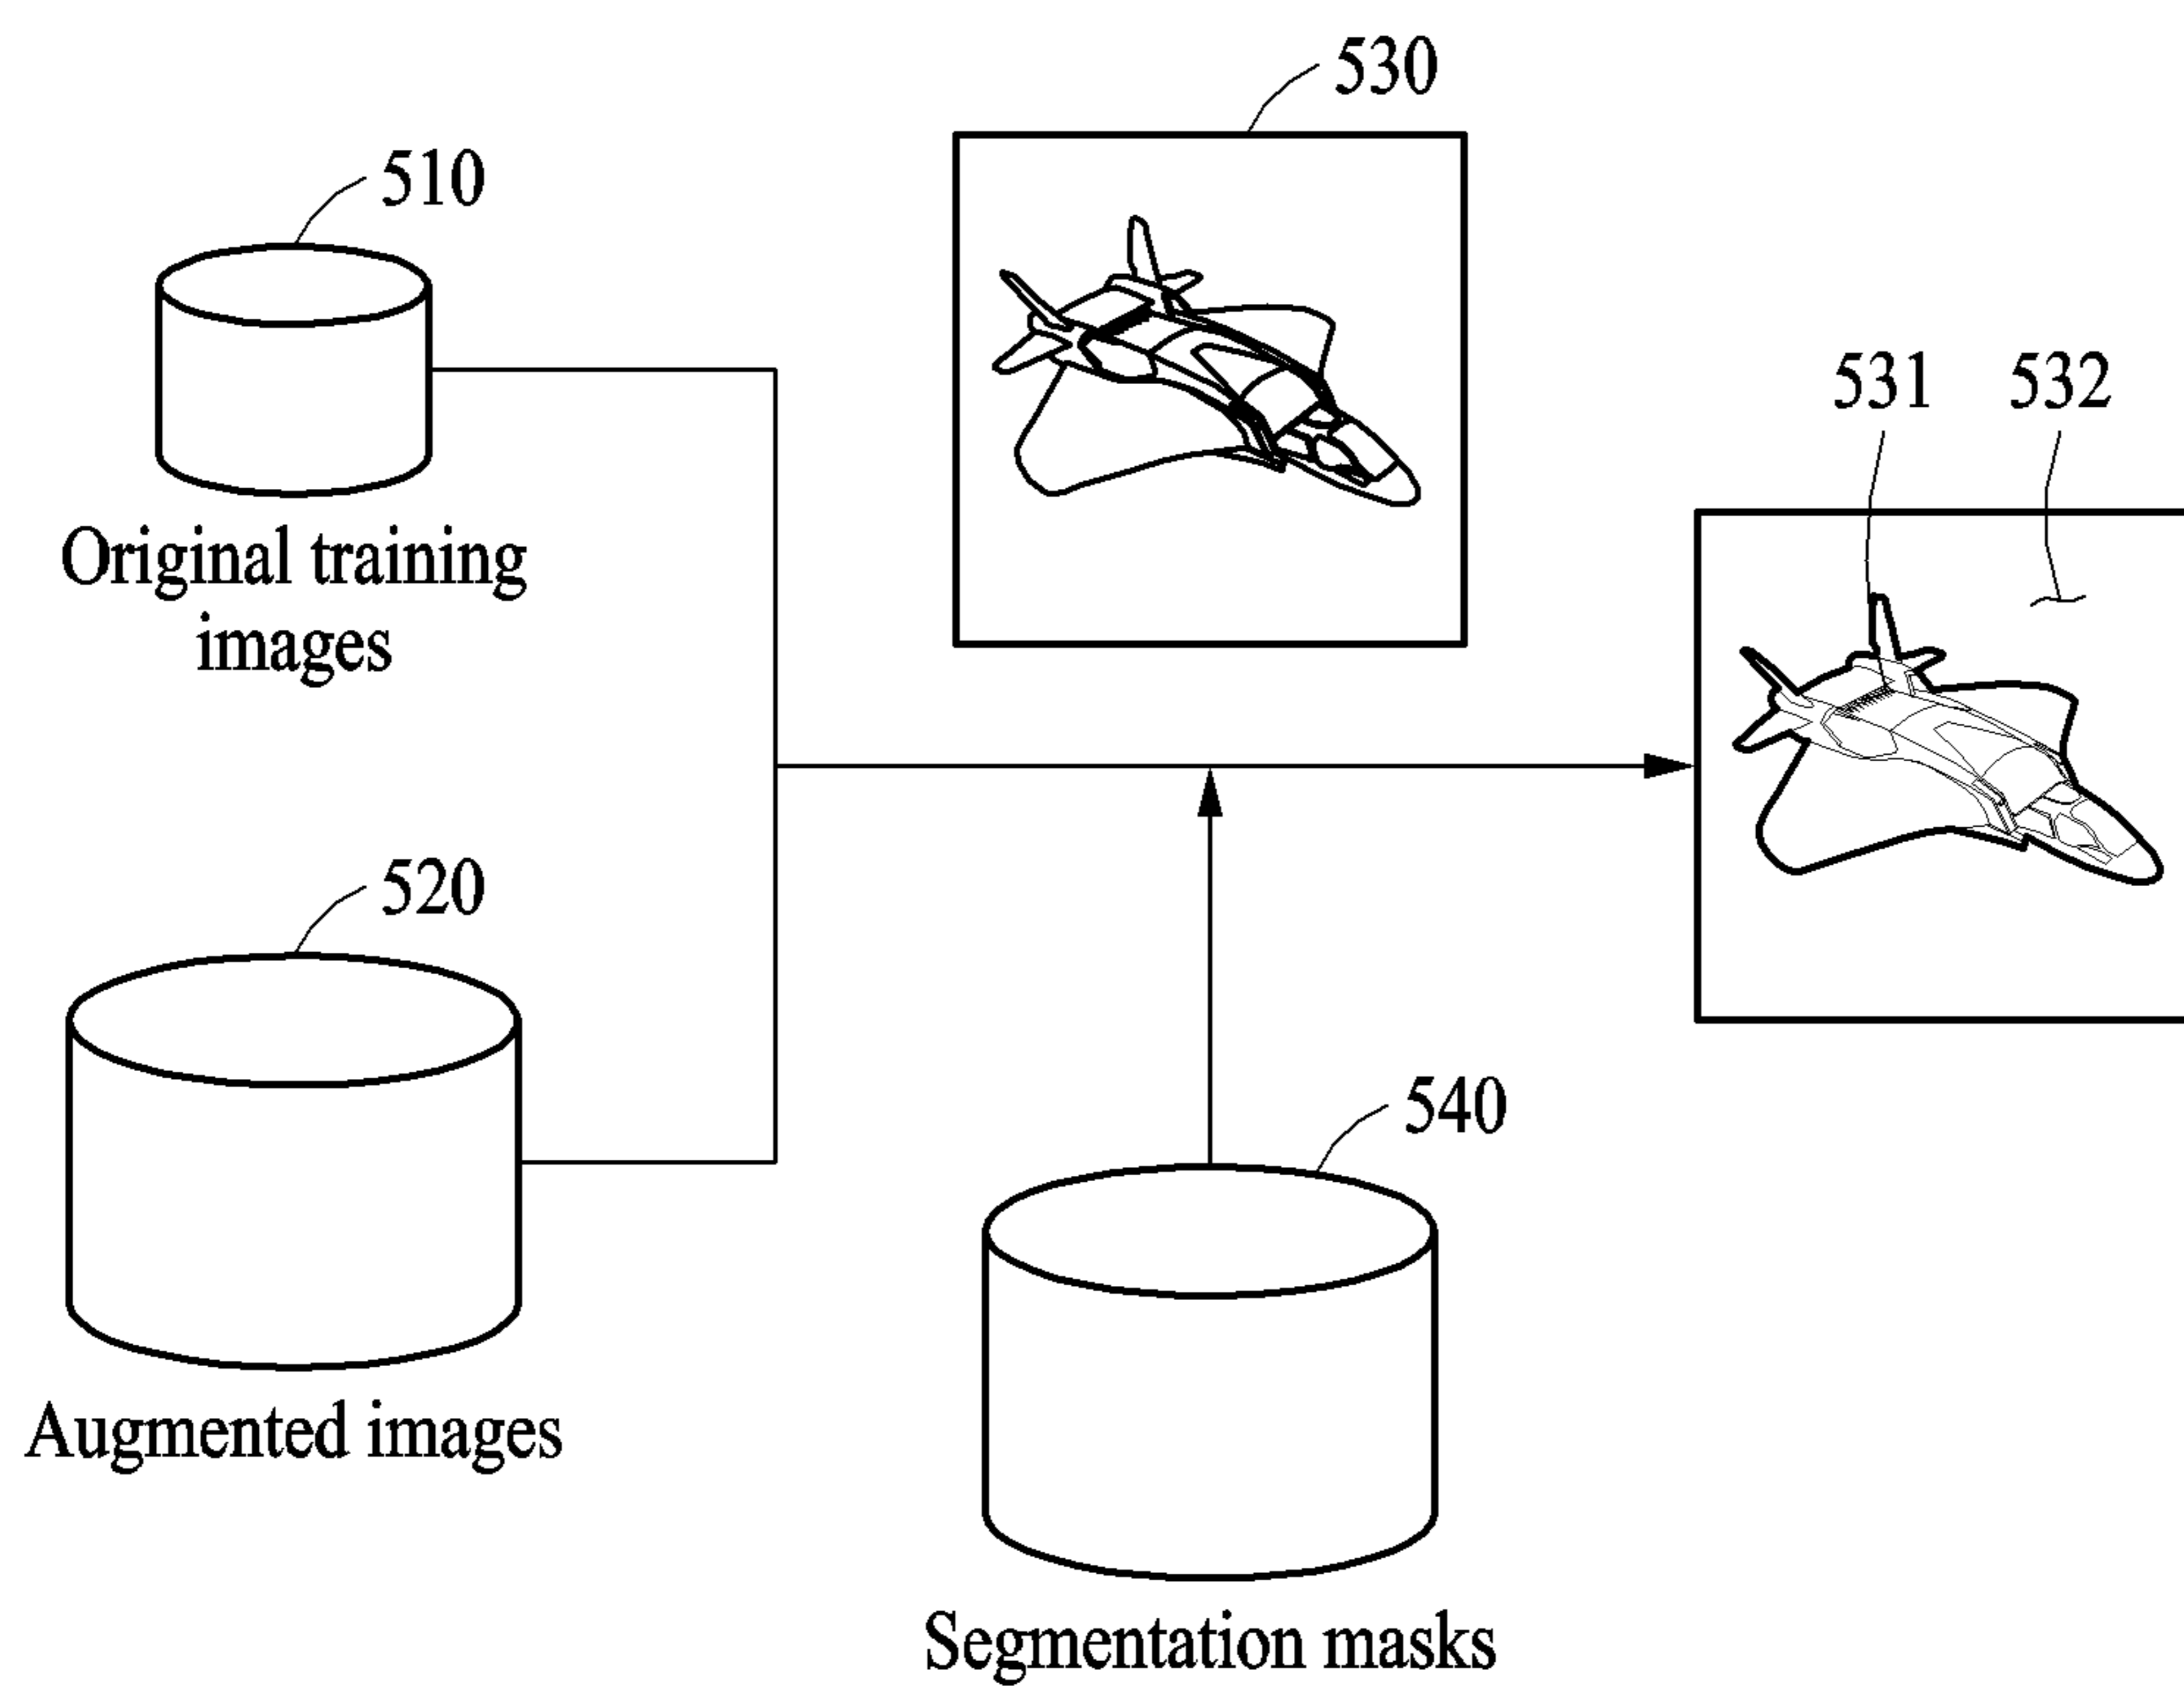 530
510
531
532
Original training
images
520
540
Augmented images
Segmentation masks